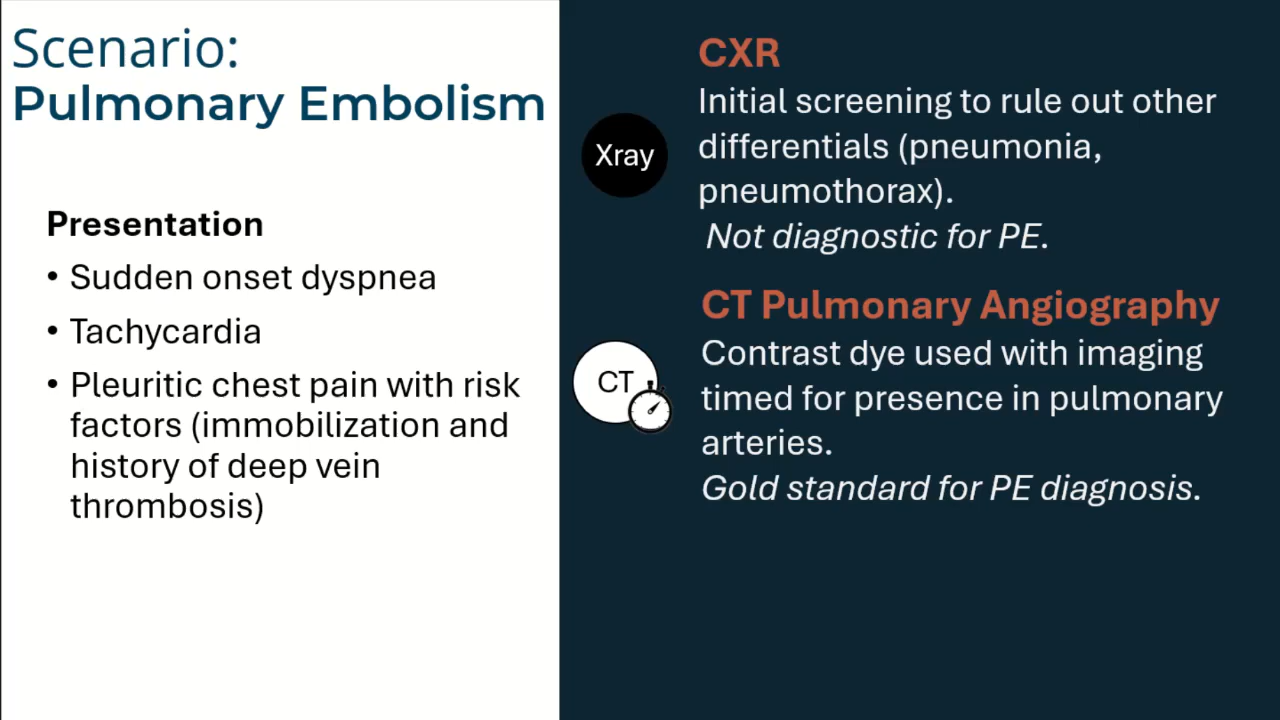 Scenario:
Pulmonary Embolism
Presentation
• Sudden onset dyspnea
• Tachycardia
• Pleuritic chest pain with risk
factors (immobilization and
history of deep vein
thrombosis)
Xray
CXR
Initial screening to rule out other
differentials (pneumonia,
pneumothorax).
Not diagnostic for PE.
CT
CT Pulmonary Angiography
Contrast dye used with imaging
timed for presence in pulmonary
arteries.
Gold standard for PE diagnosis.